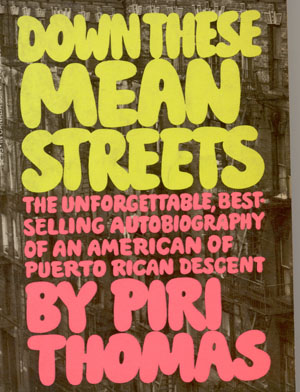 DOWN THESE
MEAN
STREETS
THE UNFORGETTABLE, BEST-
SELLING AUTOBIOGRAPHY
OF AN AMERICAN OF
PUERTO RICAN DESCENT
BY PIRI
THOMAS